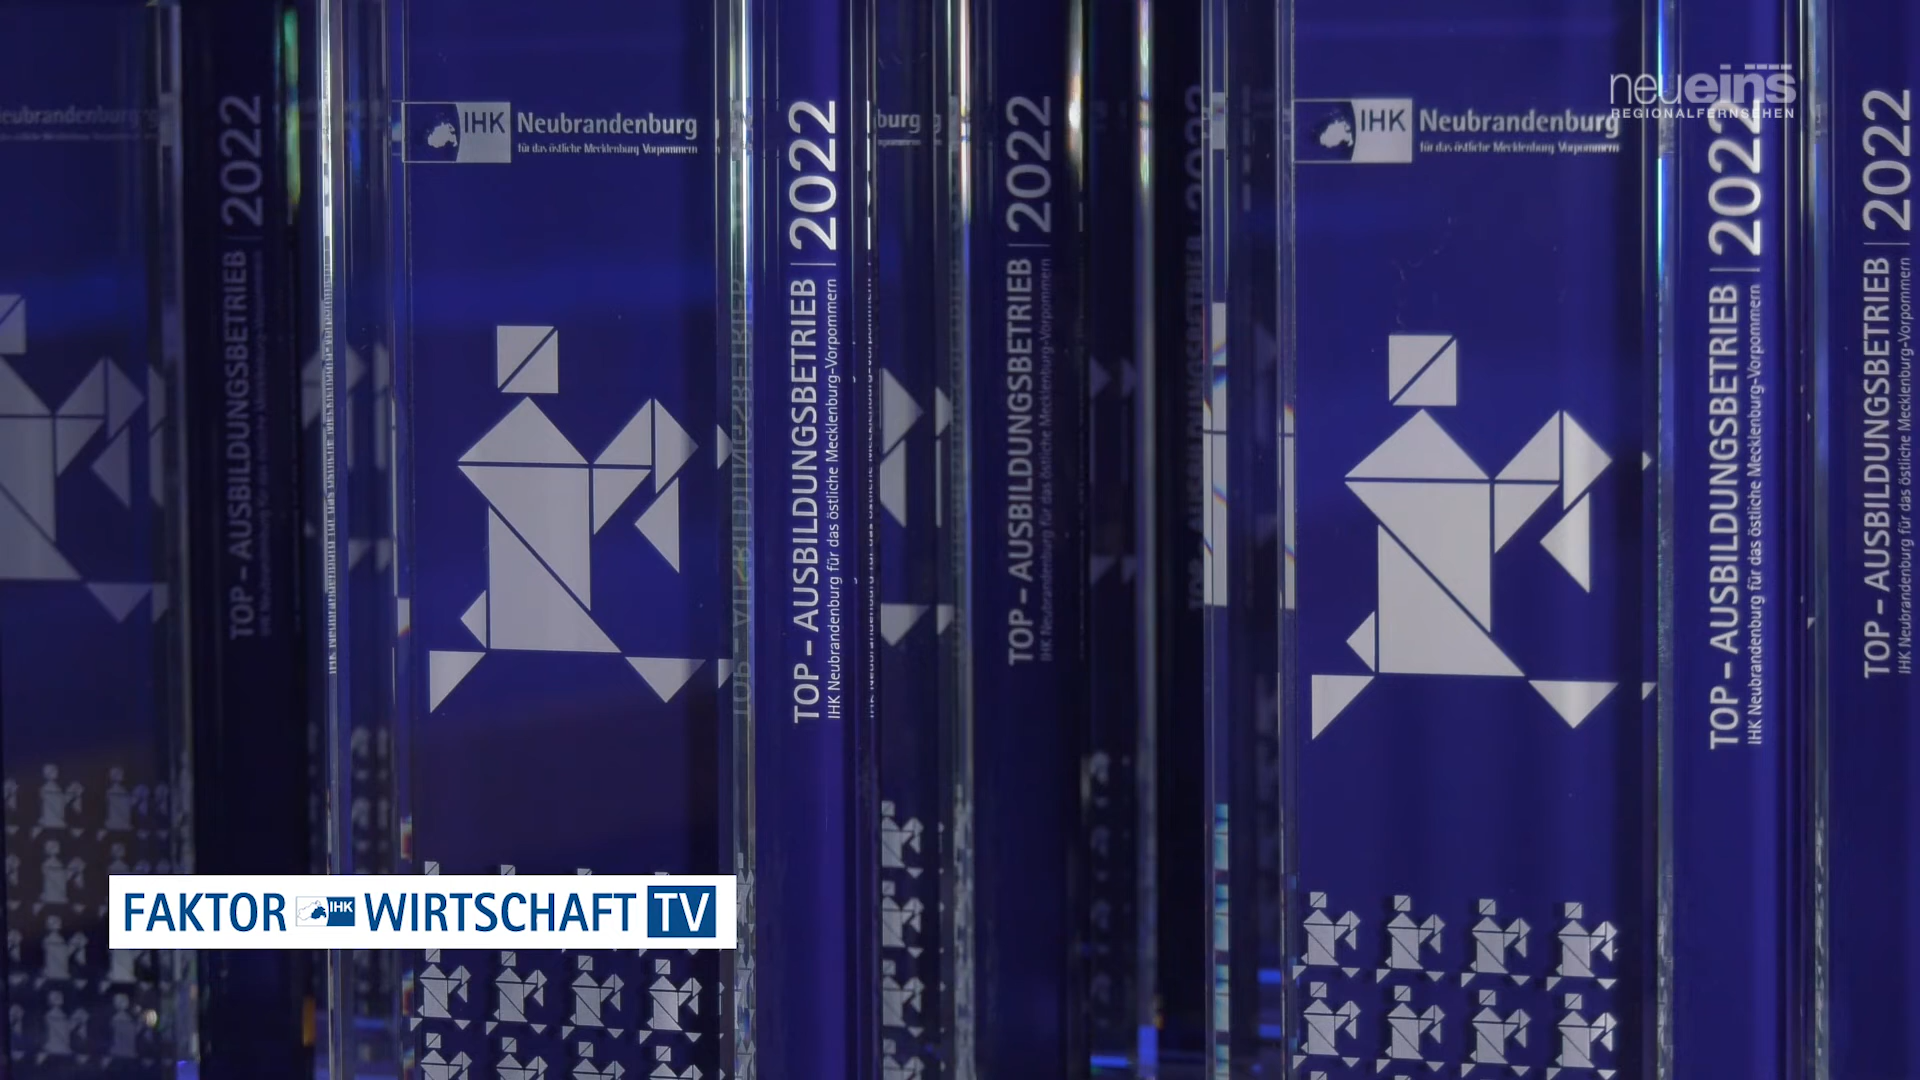 neueins
REGIONALFERNSEHEN
IHK Neubrandenburg
für das östliche Mecklenburg-Vorpommern
TOP – AUSBILDUNGSBETRIEB | 2022
IHK Neubrandenburg für das östliche Mecklenburg-Vorpommern
IHK Neubrandenburg
für das östliche Mecklenburg-Vorpommern
TOP – AUSBILDUNGSBETRIEB | 2022
IHK Neubrandenburg für das östliche Mecklenburg-Vorpommern
TOP – AUSBILDUNGSBETRIEB | 2022
TOP – AUSBILDUNGSBETRIEB | 2022
IHK Neubrandenburg für das östliche Mecklenburg-Vorpommern
TOP – AUSBILDUNGSBETRIEB | 2022
IHK Neubrandenburg für das östliche Mecklenburg-Vorpommern
FAKTOR IHK WIRTSCHAFT TV